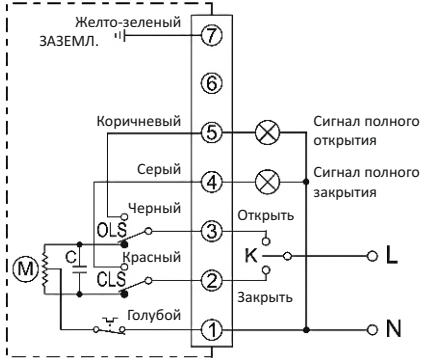 Желто-зеленый
ЗАЗЕМЛ.
7
6
Коричневый
5
Сигнал полного
открытия
Серый
4
Сигнал полного
закрытия
Черный
OLS
3
Открыть
M
C
K
L
Красный
CLS
2
Закрыть
Голубой
1
N